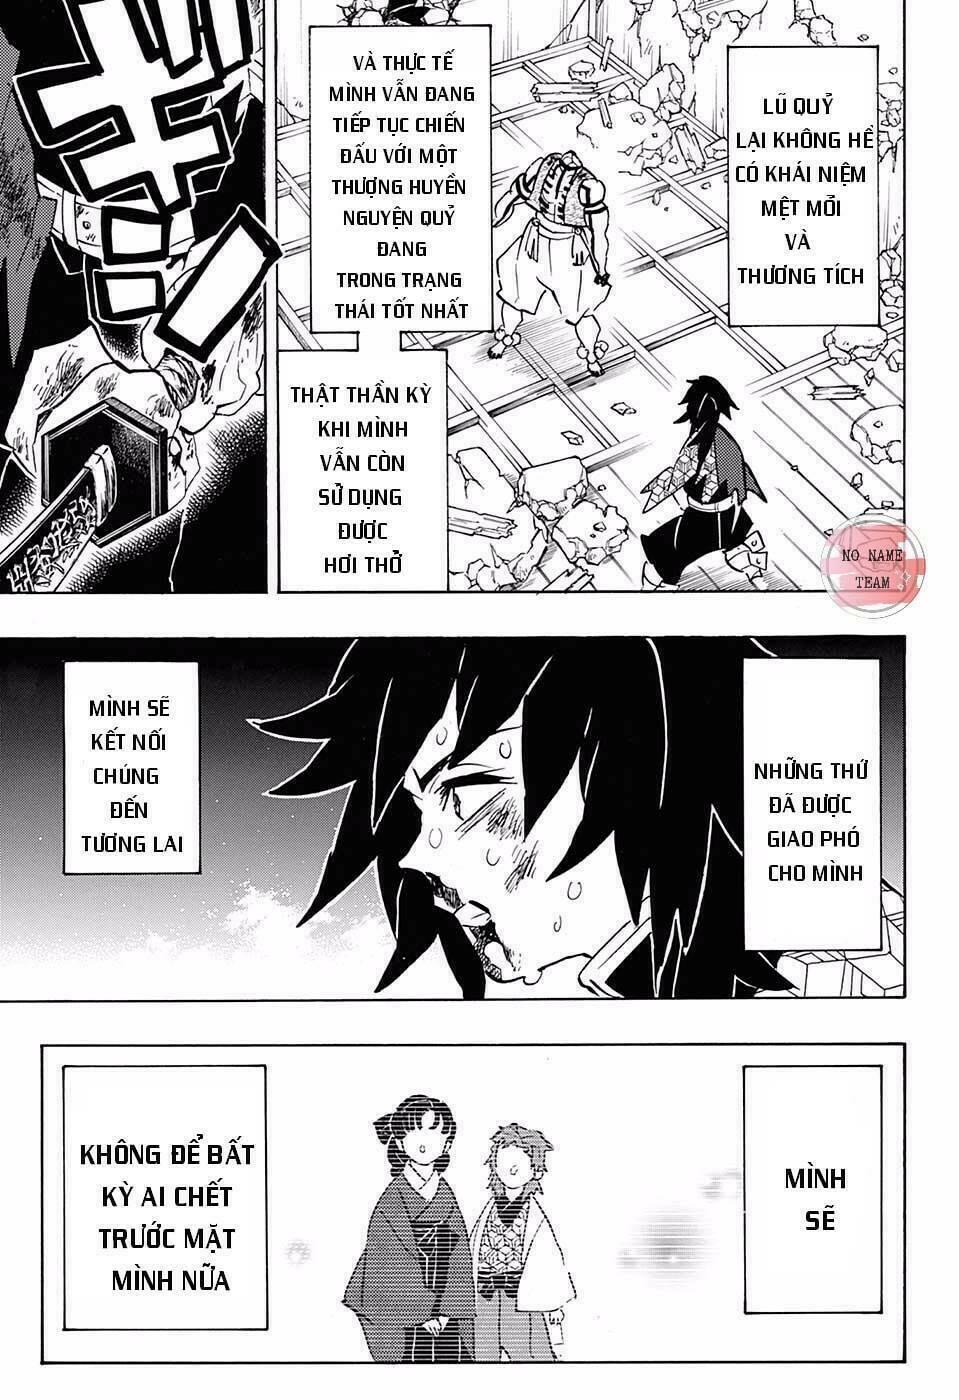 LŨ QUỶ
LẠI KHÔNG HỀ
CÓ KHÁI NIỆM
MỆT MỎI
VÀ
THƯƠNG TÍCH
VÀ THỰC TẾ
MÌNH VẪN ĐANG
TIẾP TỤC CHIẾN
ĐẤU VỚI MỘT
THƯỢNG HUYỀN
NGUYỆN QUỶ
ĐANG
TRONG TRẠNG
THÁI TỐT NHẤT
THẬT THẦN KỲ
KHI MÌNH
VẪN CÒN
SỬ DỤNG
ĐƯỢC
HƠI THỞ
NO NAME
TEAM
NHỮNG THỨ
ĐÃ ĐƯỢC
GIAO PHÓ
CHO MÌNH
MÌNH SẼ
KẾT NỐI
CHÚNG
ĐẾN
TƯƠNG LAI
MÌNH
SẼ
KHÔNG ĐỂ BẤT
KỲ AI CHẾT
TRƯỚC MẶT
MÌNH NỮA